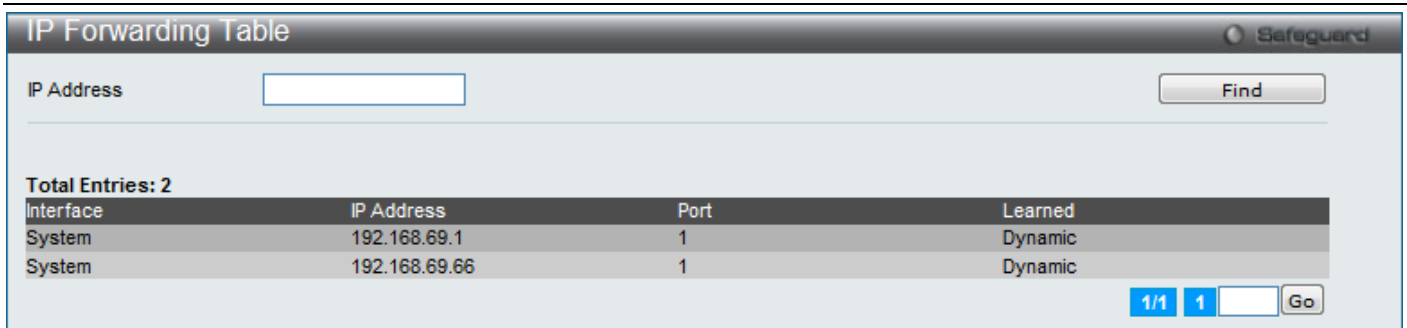 IP Forwarding Table Safeguard
IP Address Find
Total Entries: 2
Interface IP Address Port Learned
System 192.168.69.1 1 Dynamic
System 192.168.69.66 1 Dynamic
1/1 1 Go